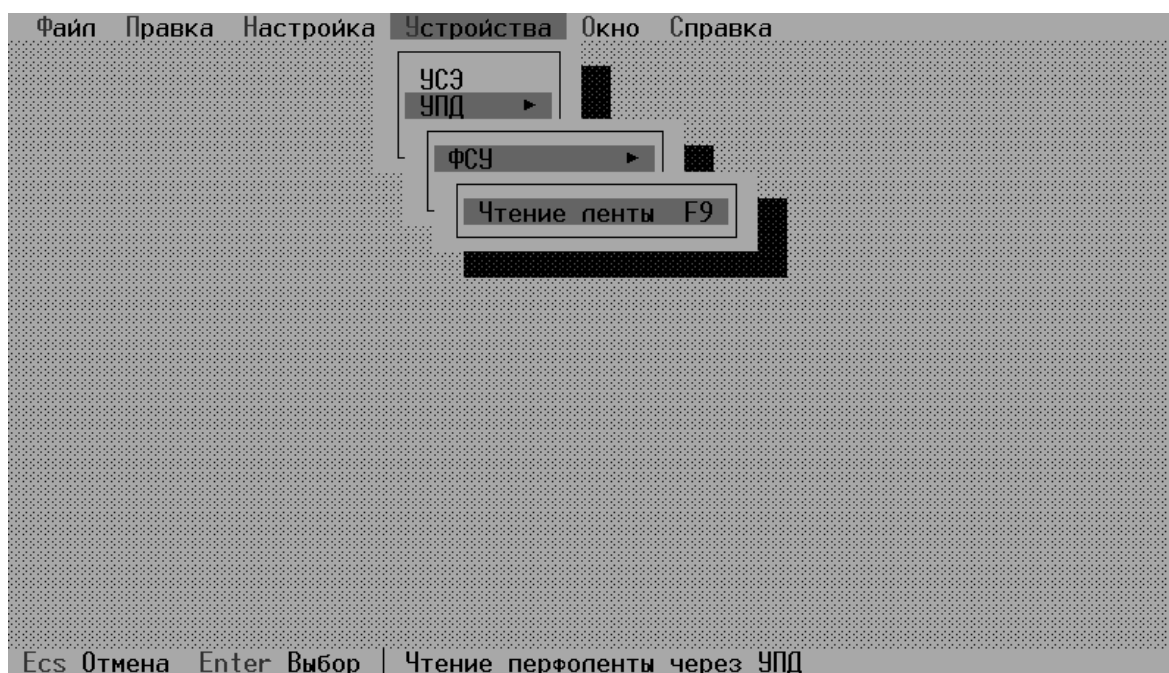 Файл Правка Настройка Устройства Окно Справка
УСЭ
УПД ►
ФСУ ►
Чтение ленты F9
Ecs Отмена Enter Выбор | Чтение перфоленты через УПД